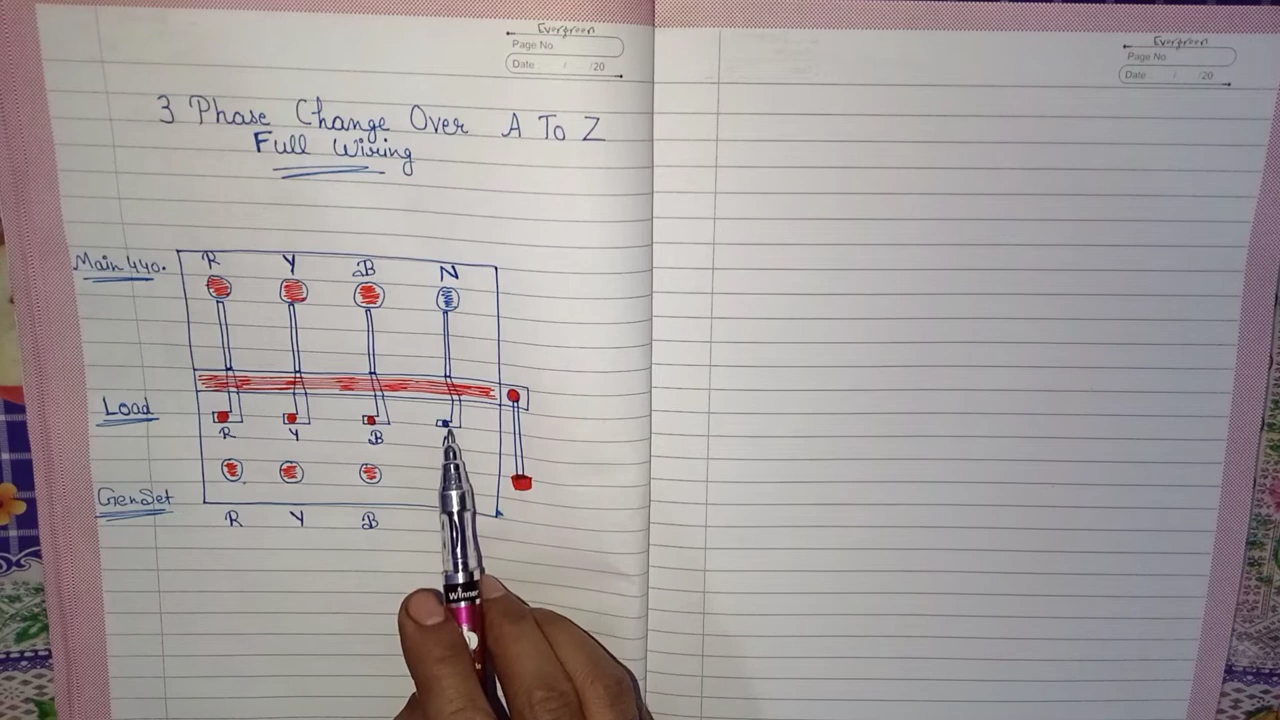 Evergreen
Page No
Date / /20
Evergreen
Page No
Date / /20
3 Phase Change Over A To Z
Full Wiring
Main 440.
R Y B N
Load
R Y B
GenSet
R Y B
Winner